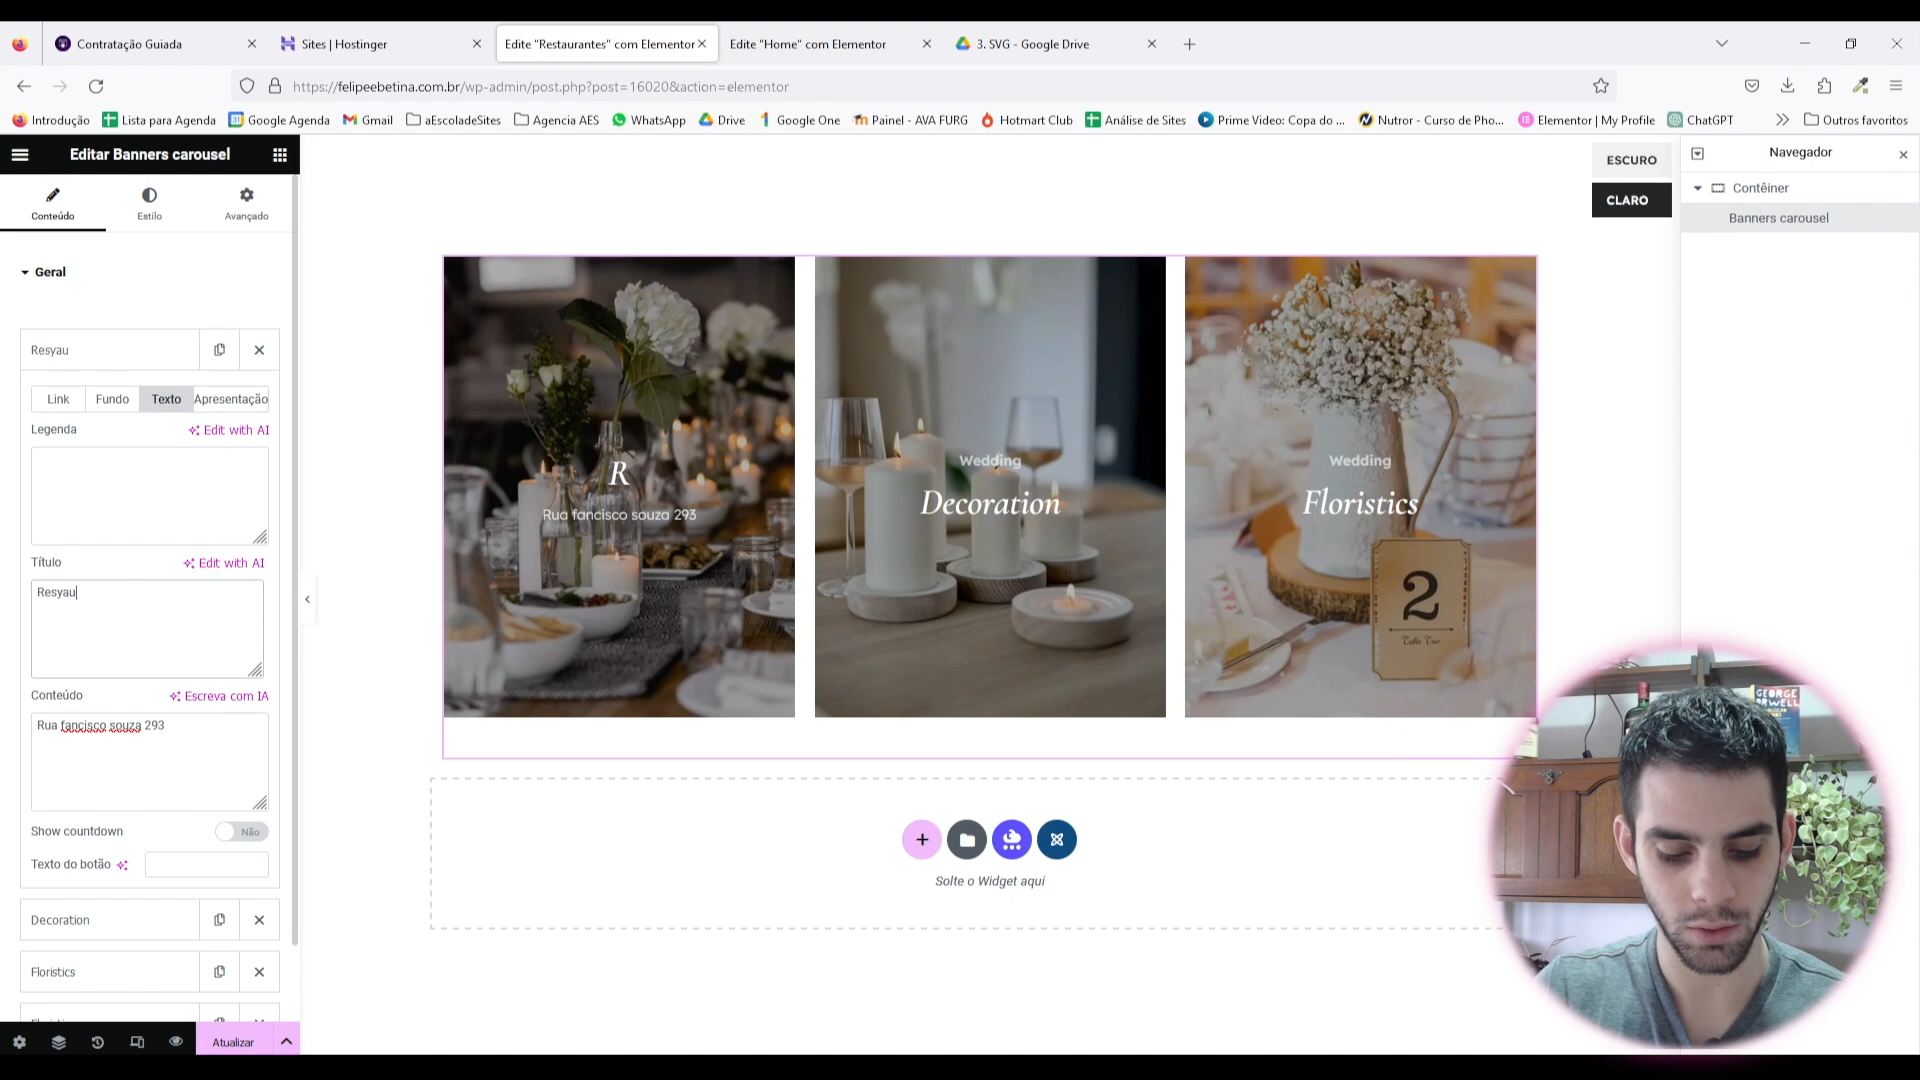 Contratação Guiada
Sites | Hostinger
Edite "Restaurantes" com Elementor
Edite "Home" com Elementor
3. SVG - Google Drive
https://felipeebetina.com.br/wp-admin/post.php?post=16020&action=elementor
Introdução
Lista para Agenda
Google Agenda
Gmail
aEscoladeSites
Agencia AES
WhatsApp
Drive
Google One
Painel - AVA FURG
Hotmart Club
Análise de Sites
Prime Video: Copa do ...
Nutror - Curso de Pho...
Elementor | My Profile
ChatGPT
Outros favoritos
Editar Banners carousel
Conteúdo
Estilo
Avançado
Geral
Resyau
Link
Fundo
Texto
Apresentação
Legenda
Edit with AI
Título
Edit with AI
Resyau
Conteúdo
Escreva com IA
Rua fancisco souza 293
Show countdown
Não
Texto do botão
Decoration
Floristics
Atualizar
ESCURO
CLARO
R
Rua fancisco souza 293
Wedding
Decoration
Wedding
Floristics
2
Table Two
Solte o Widget aqui
Navegador
Contêiner
Banners carousel
GEORGE
ORWELL